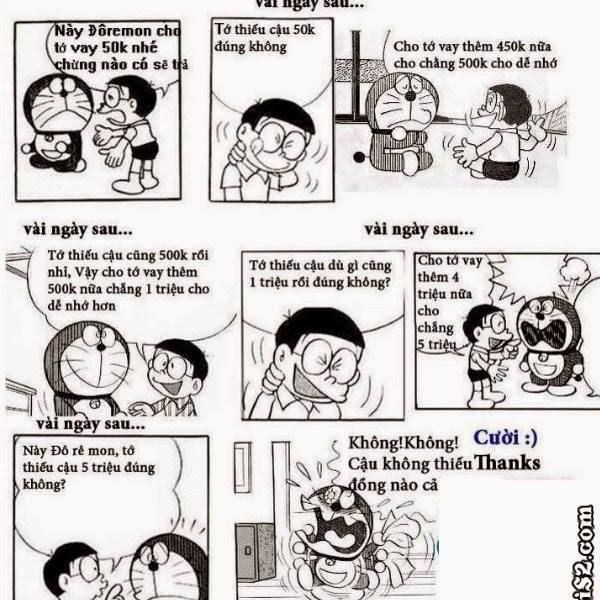 vài ngày sau...
Này Đôremon cho
tớ vay 50k nhé
chừng nào có sẽ trả
Tớ thiếu cậu 50k
đúng không
Cho tớ vay thêm 450k nữa
cho chẳng 500k cho dễ nhớ
vài ngày sau...
Tớ thiếu cậu cũng 500k rồi
nhỉ, Vậy cho tớ vay thêm
500k nữa chẳng 1 triệu cho
dễ nhớ hơn
vài ngày sau...
Tớ thiếu cậu dù gì cũng
1 triệu rồi đúng không?
Cho tớ vay
thêm 4
triệu nữa
cho
chẳng
5 triệu
vài ngày sau...
Này Đô rê mon, tớ
thiếu cậu 5 triệu đúng
không?
Không!Không!
Cậu không thiếu
đồng nào cả
Cười :)
Thanks
iS2.com